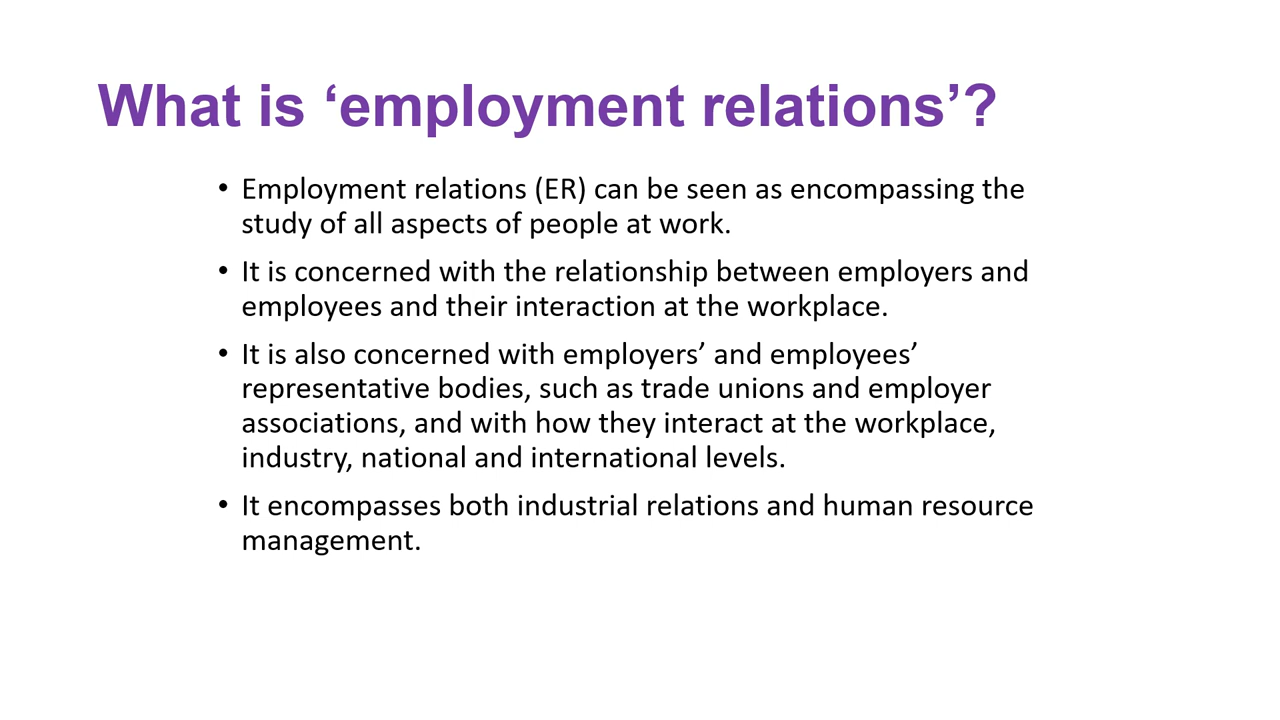 What is ‘employment relations’?
• Employment relations (ER) can be seen as encompassing the
study of all aspects of people at work.
• It is concerned with the relationship between employers and
employees and their interaction at the workplace.
• It is also concerned with employers’ and employees’
representative bodies, such as trade unions and employer
associations, and with how they interact at the workplace,
industry, national and international levels.
• It encompasses both industrial relations and human resource
management.